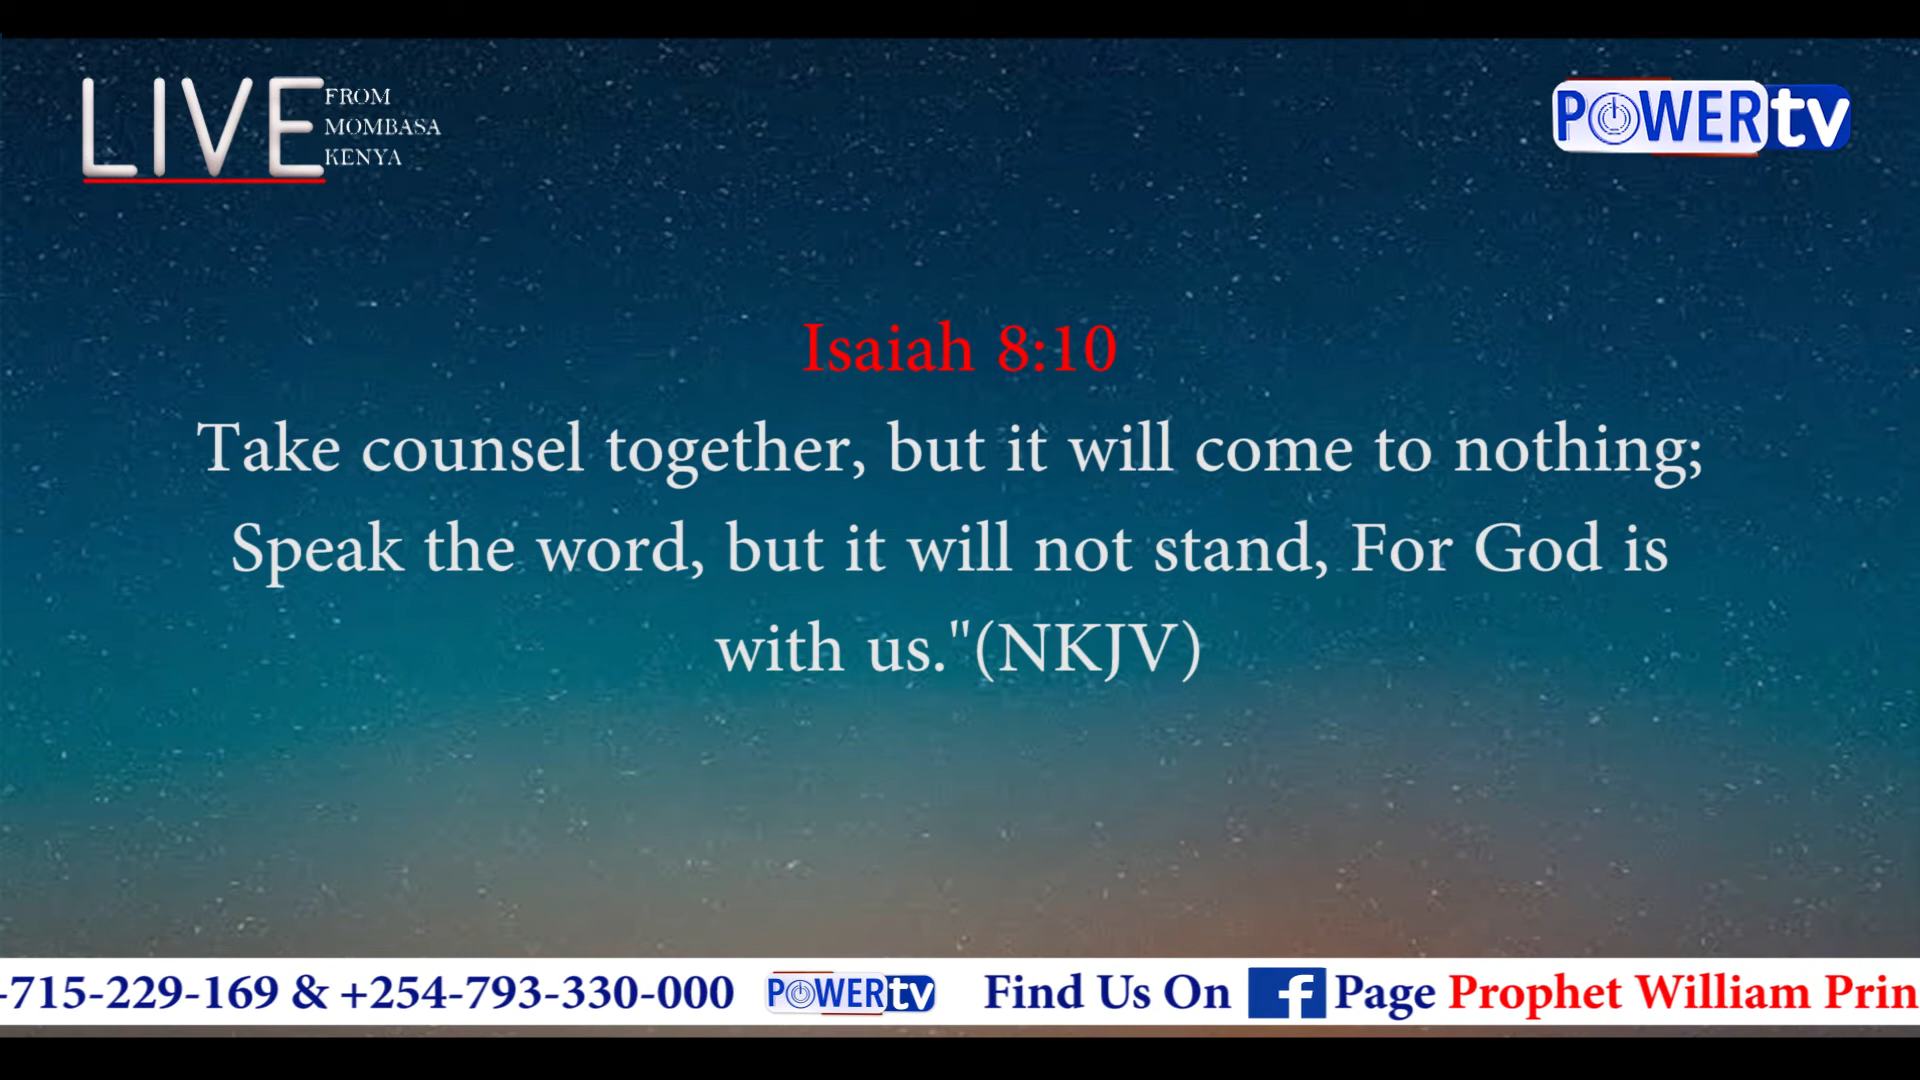 LIVE
FROM
MOMBASA
KENYA
POWERtv
Isaiah 8:10
Take counsel together, but it will come to nothing;
Speak the word, but it will not stand, For God is
with us."(NKJV)
-715-229-169 & +254-793-330-000 POWERtv Find Us On f Page Prophet William Prin